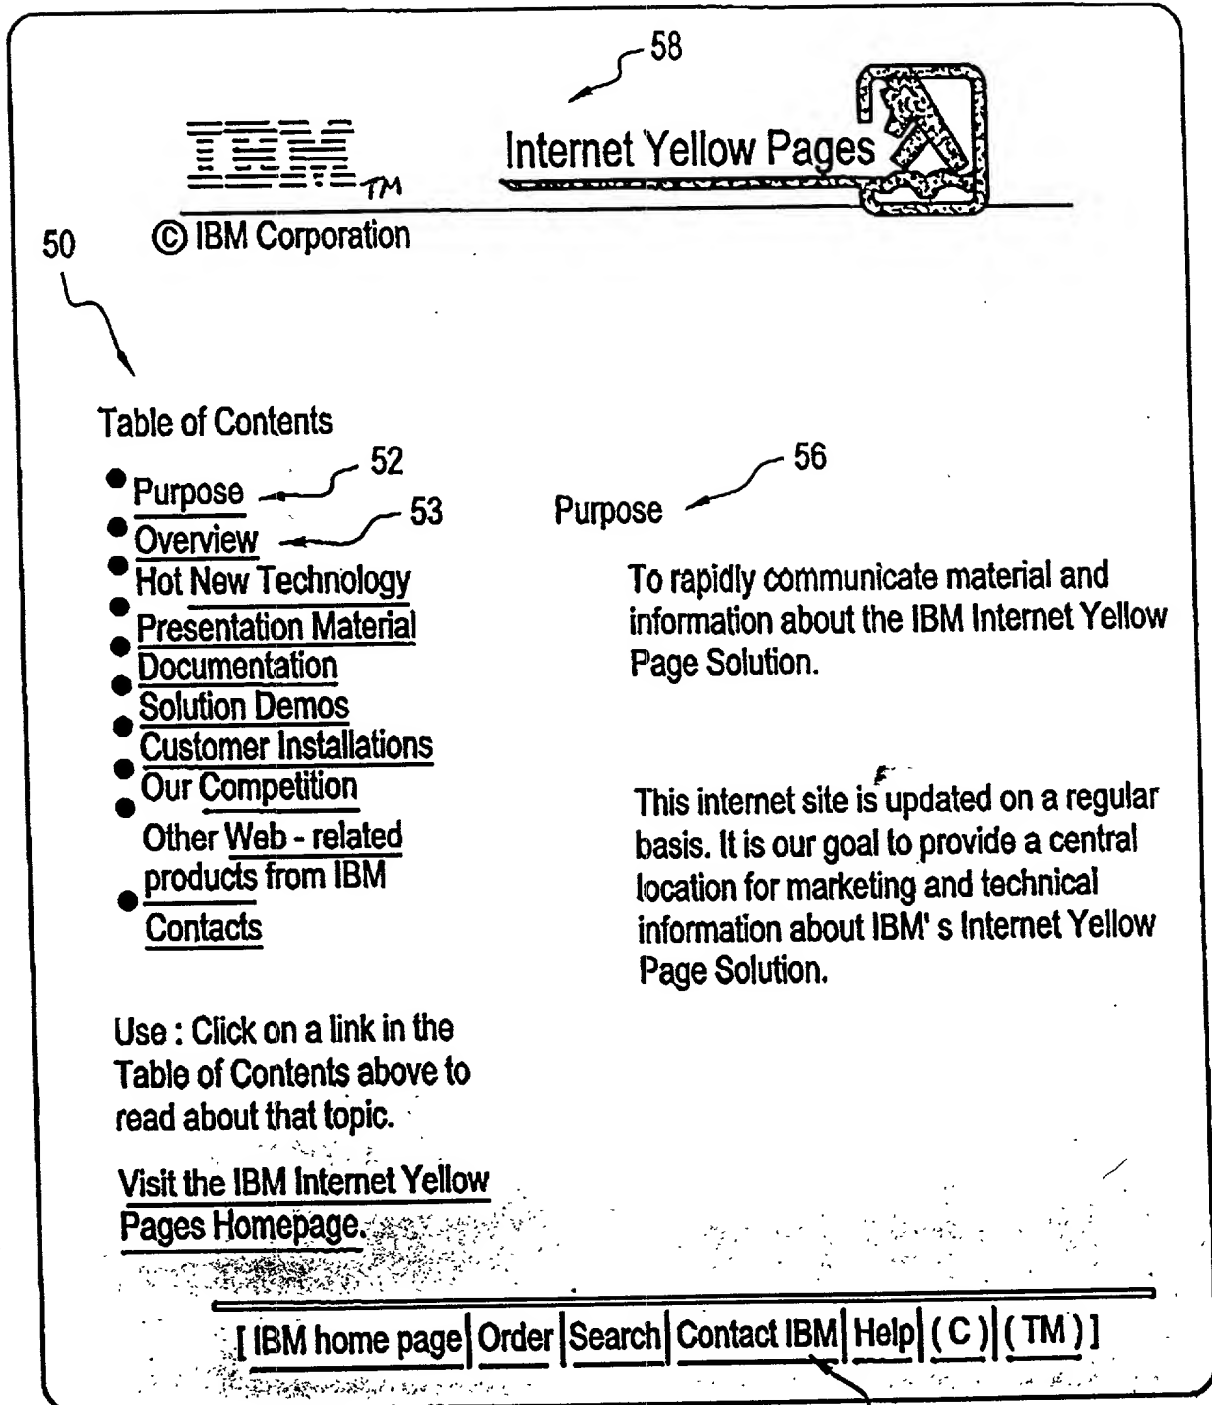 58
IBM TM
Internet Yellow Pages
© IBM Corporation
50
Table of Contents
Purpose
52
Overview
53
Hot New Technology
Presentation Material
Documentation
Solution Demos
Customer Installations
Our Competition
Other Web - related
products from IBM
Contacts
Use : Click on a link in the
Table of Contents above to
read about that topic.
Visit the IBM Internet Yellow
Pages Homepage.
Purpose
56
To rapidly communicate material and
information about the IBM Internet Yellow
Page Solution.
This internet site is updated on a regular
basis. It is our goal to provide a central
location for marketing and technical
information about IBM' s Internet Yellow
Page Solution.
[ IBM home page| Order |Search| Contact IBM| Help| ( C )| ( TM ) ]